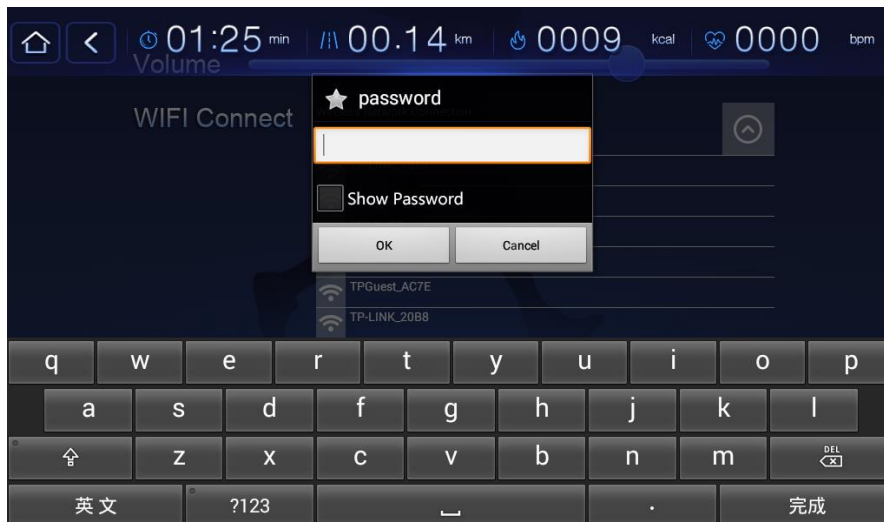 01:25 min 00.14 km 0009 kcal 0000 bpm
Volume
password
WIFI Connect
Show Password
OK Cancel
TPGuest_AC7E
TP-LINK_20B8
q w e r t y u i o p
a s d f g h j k l
z x c v b n m DEL
英文 ?123 . 完成